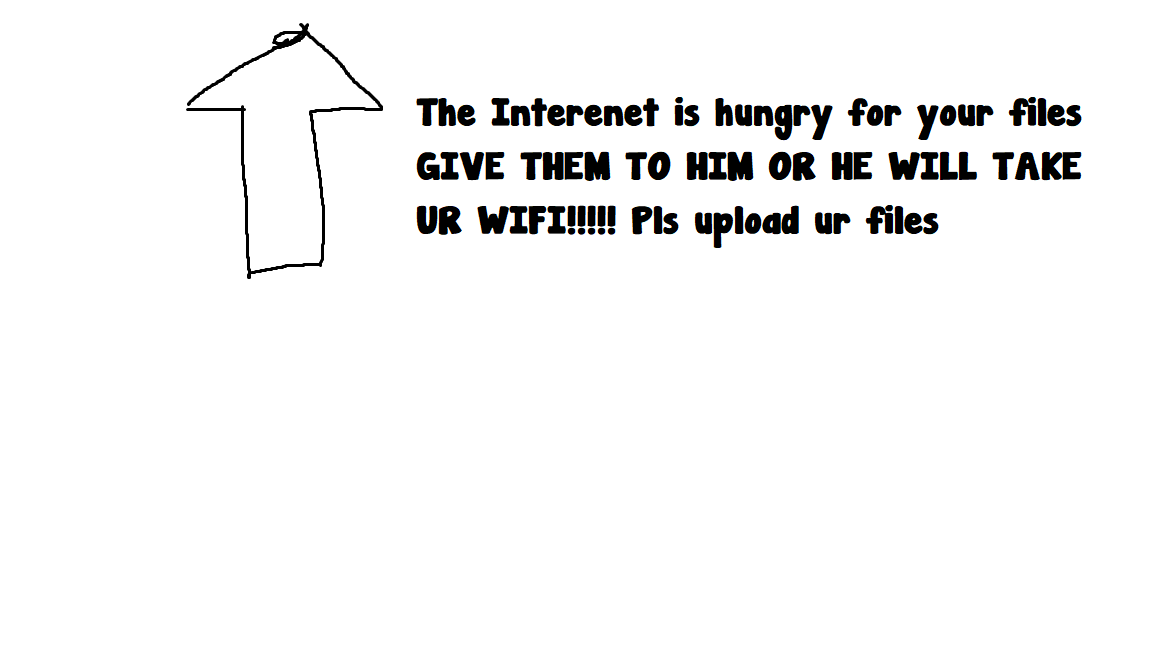 The Interenet is hungry for your files
GIVE THEM TO HIM OR HE WILL TAKE
UR WIFI!!!!! Pls upload ur files